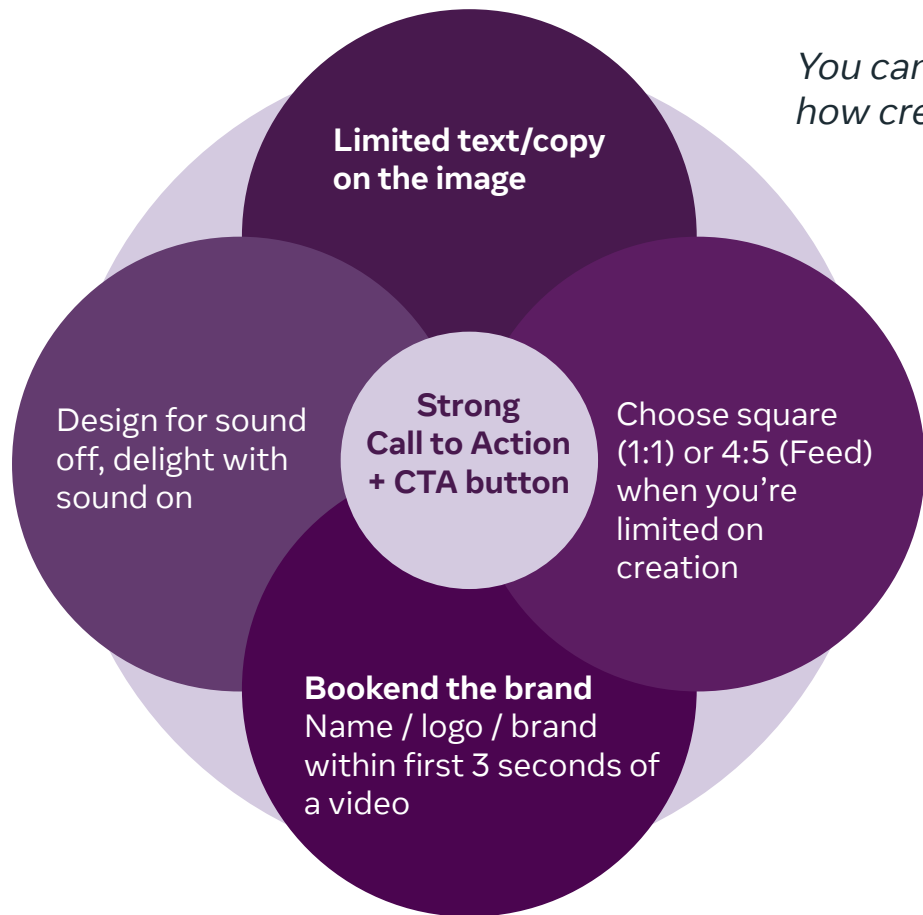 You can
how cre
Limited text/copy
on the image
Design for sound
off, delight with
sound on
Strong
Call to Action
+ CTA button
Choose square
(1:1) or 4:5 (Feed)
when you’re
limited on
creation
Bookend the brand
Name / logo / brand
within first 3 seconds of
a video